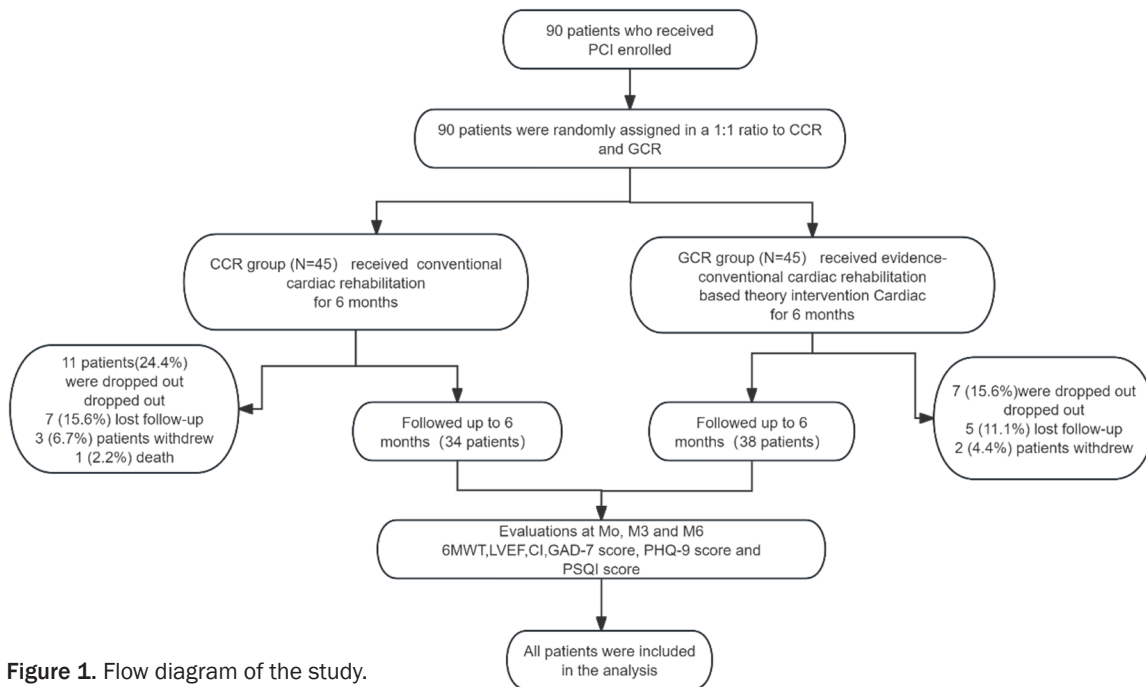 90 patients who received
PCI enrolled
90 patients were randomly assigned in a 1:1 ratio to CCR
and GCR
CCR group (N=45) received conventional
cardiac rehabilitation
for 6 months
GCR group (N=45) received evidence-
conventional cardiac rehabilitation
based theory intervention Cardiac
for 6 months
11 patients(24.4%)
were dropped out
dropped out
7 (15.6%) lost follow-up
3 (6.7%) patients withdrew
1 (2.2%) death
Followed up to 6
months (34 patients)
Followed up to 6
months (38 patients)
7 (15.6%)were dropped out
dropped out
5 (11.1%) lost follow-up
2 (4.4%) patients withdrew
Evaluations at Mo, M3 and M6
6MWT,LVEF,CI,GAD-7 score, PHQ-9 score and
PSQI score
All patients were included
in the analysis
Figure 1. Flow diagram of the study.